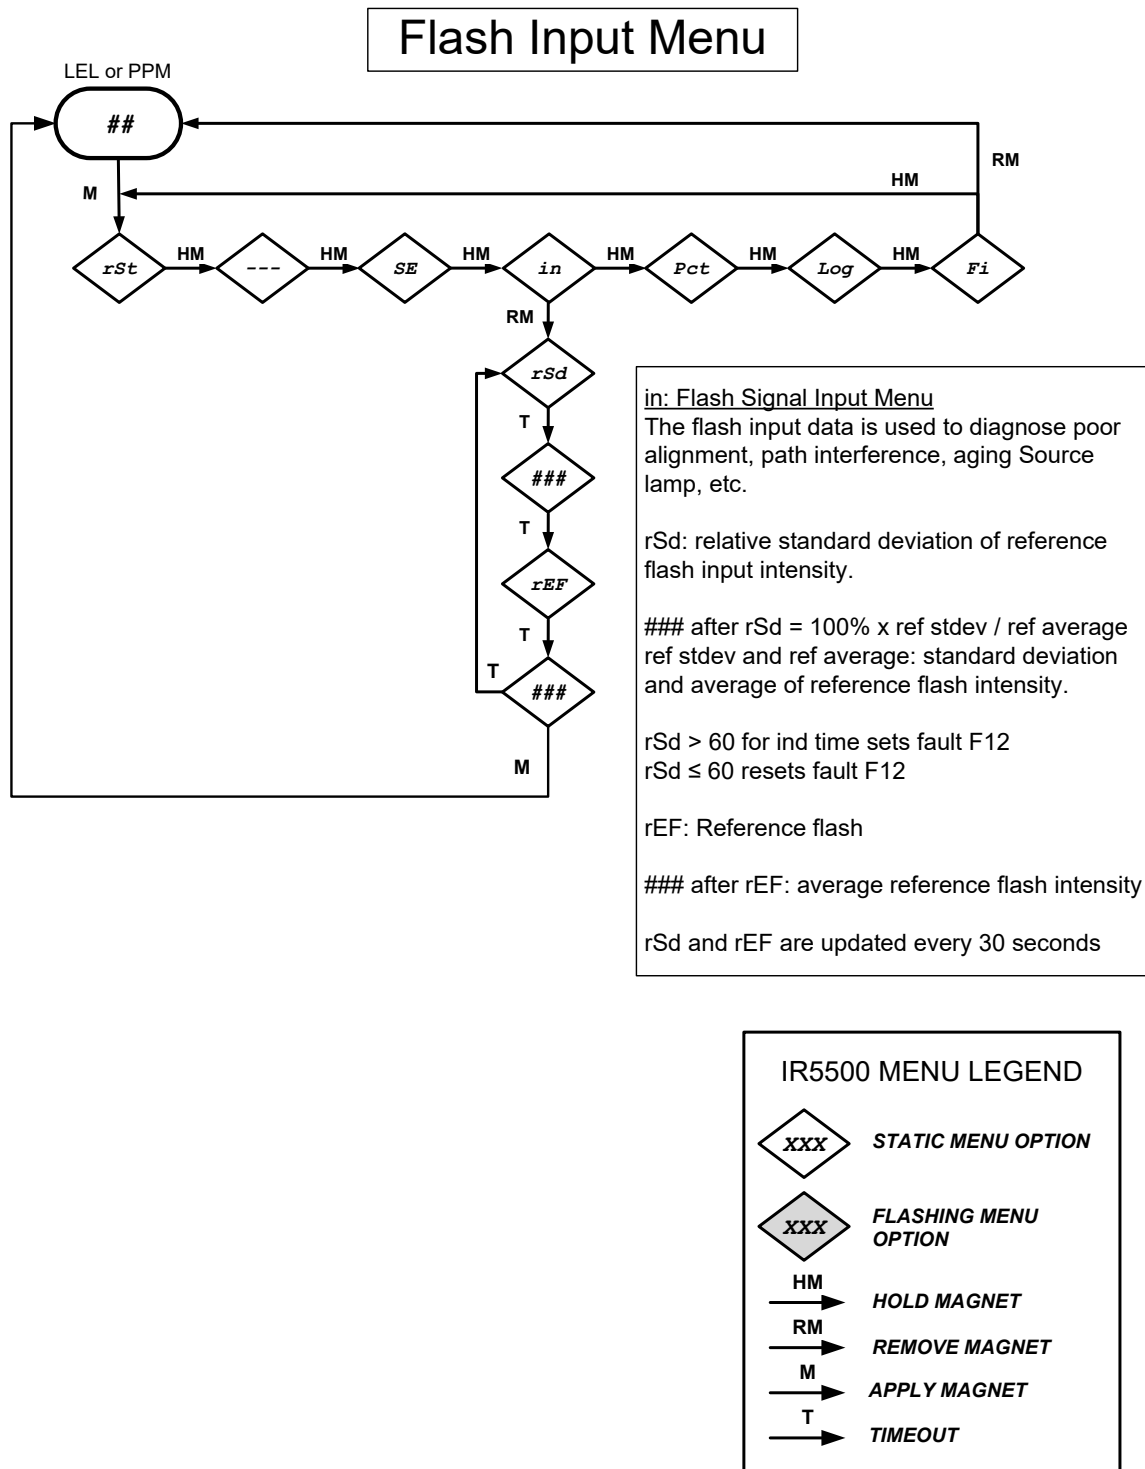 Flash Input Menu
LEL or PPM
##
M
RM
HM
rSt
HM
---
HM
SE
HM
in
HM
Pct
HM
Log
HM
Fi
RM
rSd
T
###
T
rEF
T
T
###
M
in: Flash Signal Input Menu
The flash input data is used to diagnose poor
alignment, path interference, aging Source
lamp, etc.
rSd: relative standard deviation of reference
flash input intensity.
### after rSd = 100% x ref stdev / ref average
ref stdev and ref average: standard deviation
and average of reference flash intensity.
rSd > 60 for ind time sets fault F12
rSd ≤ 60 resets fault F12
rEF: Reference flash
### after rEF: average reference flash intensity
rSd and rEF are updated every 30 seconds
IR5500 MENU LEGEND
XXX STATIC MENU OPTION
XXX FLASHING MENU
OPTION
HM
HOLD MAGNET
RM
REMOVE MAGNET
M
APPLY MAGNET
T
TIMEOUT